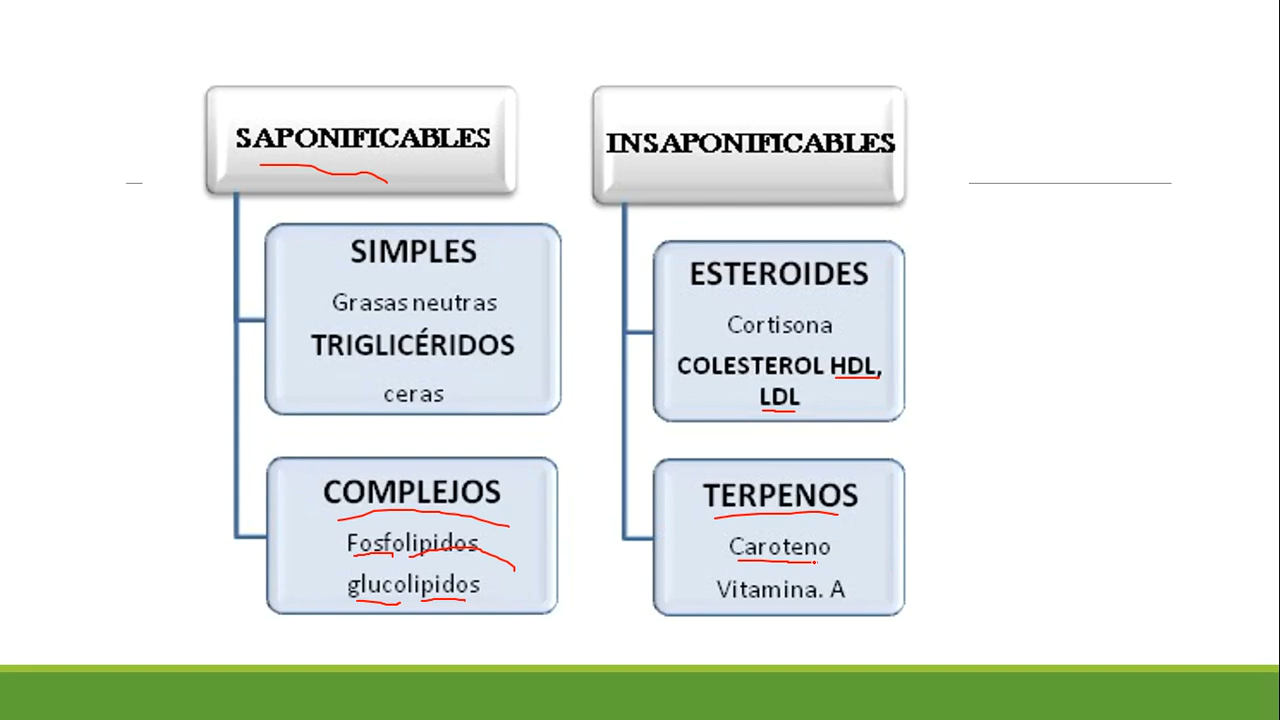 SAPONIFICABLES
SIMPLES
Grasas neutras
TRIGLICÉRIDOS
ceras
COMPLEJOS
Fosfolipidos
glucolipidos
INSAPONIFICABLES
ESTEROIDES
Cortisona
COLESTEROL HDL,
LDL
TERPENOS
Caroteno
Vitamina. A